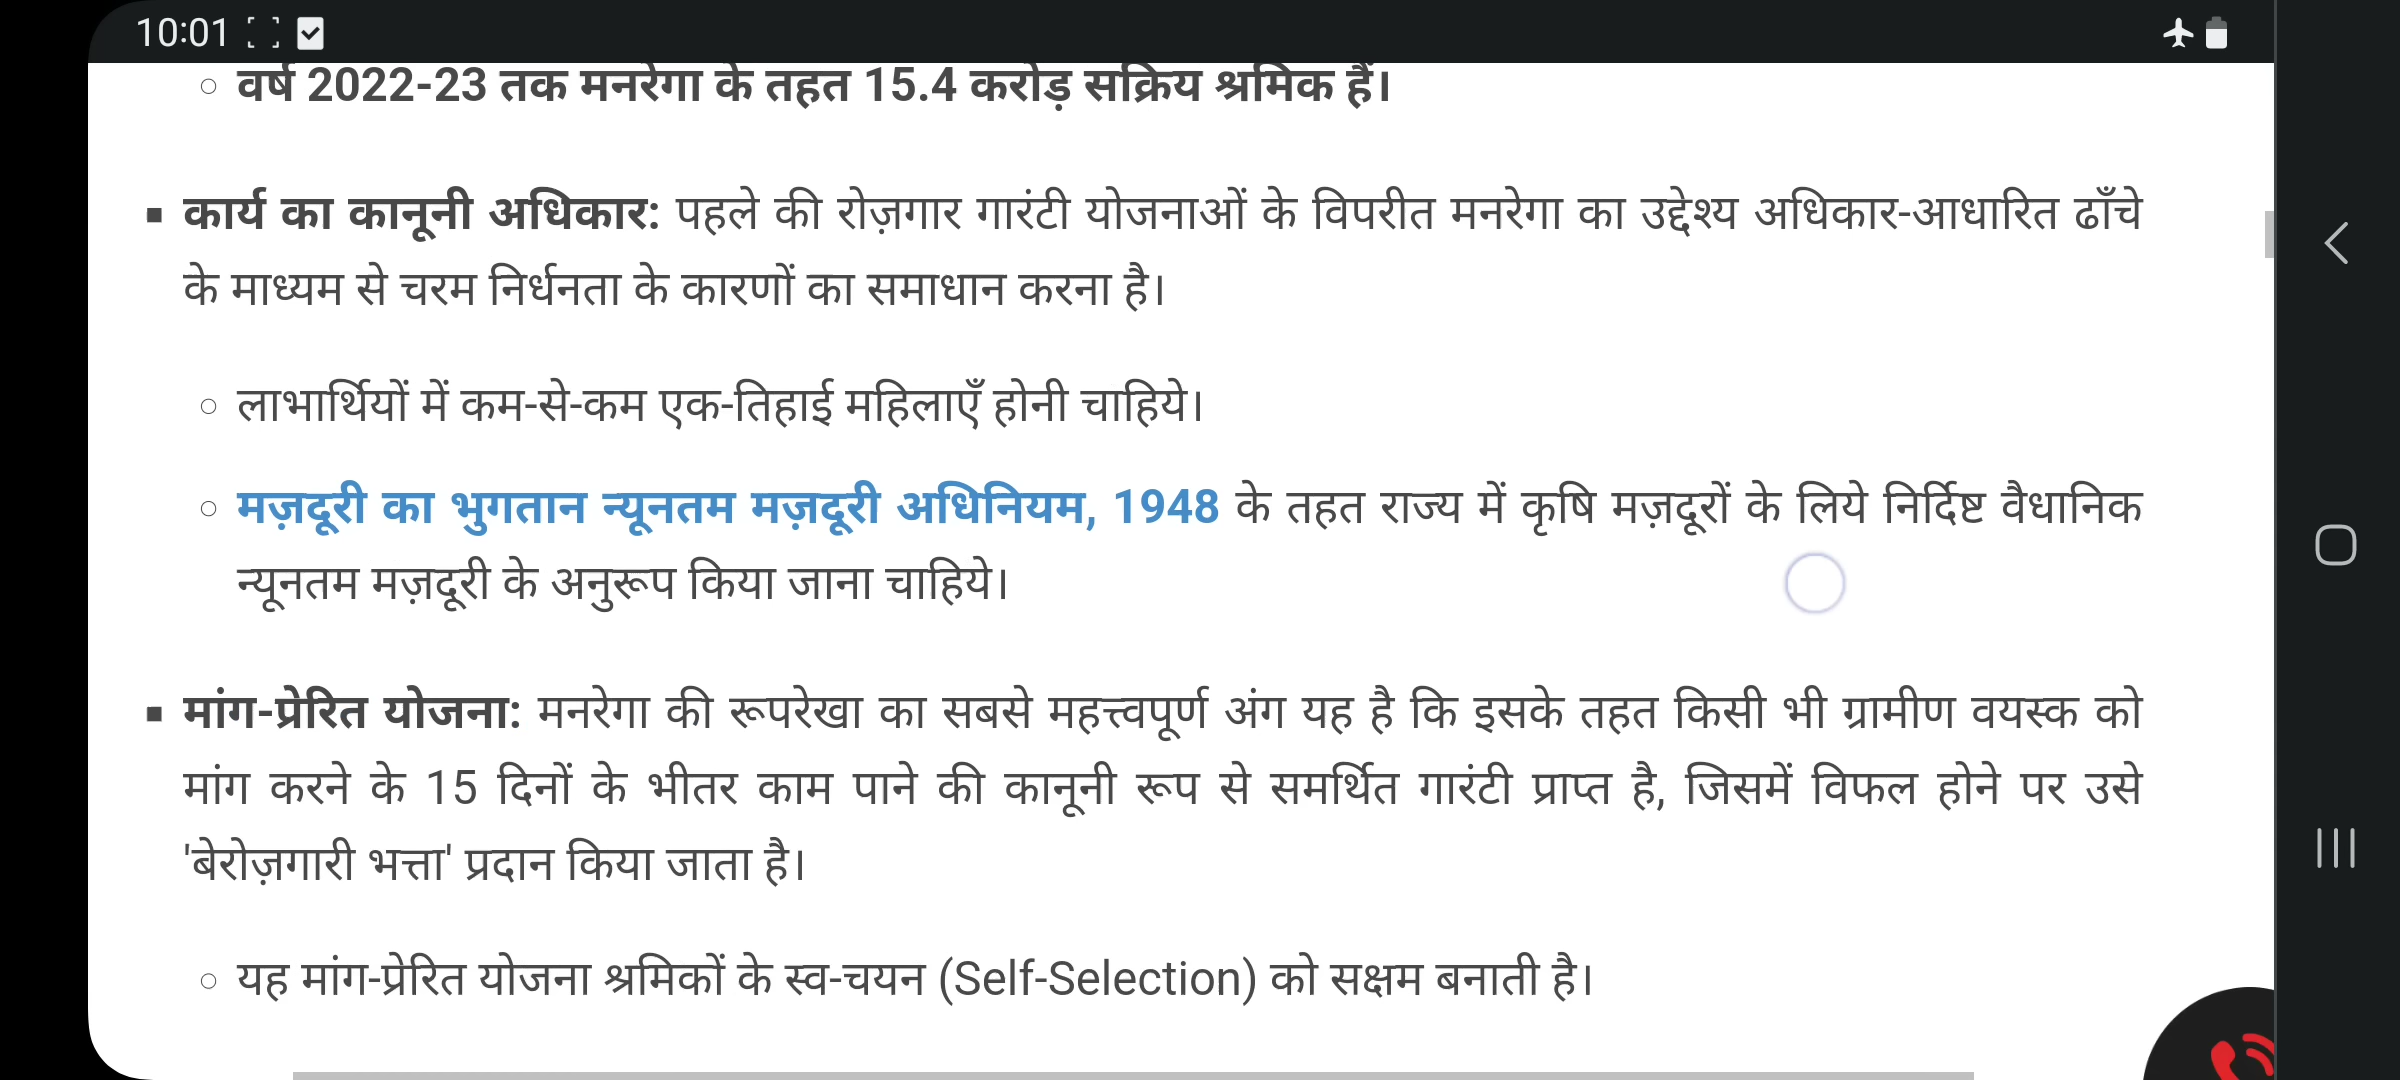 10:01
वर्ष 2022-23 तक मनरेगा के तहत 15.4 करोड़ सक्रिय श्रमिक हैं।
कार्य का कानूनी अधिकार: पहले की रोज़गार गारंटी योजनाओं के विपरीत मनरेगा का उद्देश्य अधिकार-आधारित ढाँचे
के माध्यम से चरम निर्धनता के कारणों का समाधान करना है।
लाभार्थियों में कम-से-कम एक-तिहाई महिलाएँ होनी चाहिये।
मज़दूरी का भुगतान न्यूनतम मज़दूरी अधिनियम, 1948 के तहत राज्य में कृषि मज़दूरों के लिये निर्दिष्ट वैधानिक
न्यूनतम मज़दूरी के अनुरूप किया जाना चाहिये।
मांग-प्रेरित योजना: मनरेगा की रूपरेखा का सबसे महत्त्वपूर्ण अंग यह है कि इसके तहत किसी भी ग्रामीण वयस्क को
मांग करने के 15 दिनों के भीतर काम पाने की कानूनी रूप से समर्थित गारंटी प्राप्त है, जिसमें विफल होने पर उसे
'बेरोज़गारी भत्ता' प्रदान किया जाता है।
यह मांग-प्रेरित योजना श्रमिकों के स्व-चयन (Self-Selection) को सक्षम बनाती है।